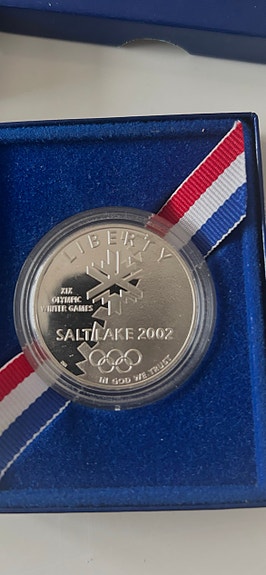 LIBERTY
XIX
OLYMPIC
WINTER GAMES
SALT LAKE 2002
IN GOD WE TRUST